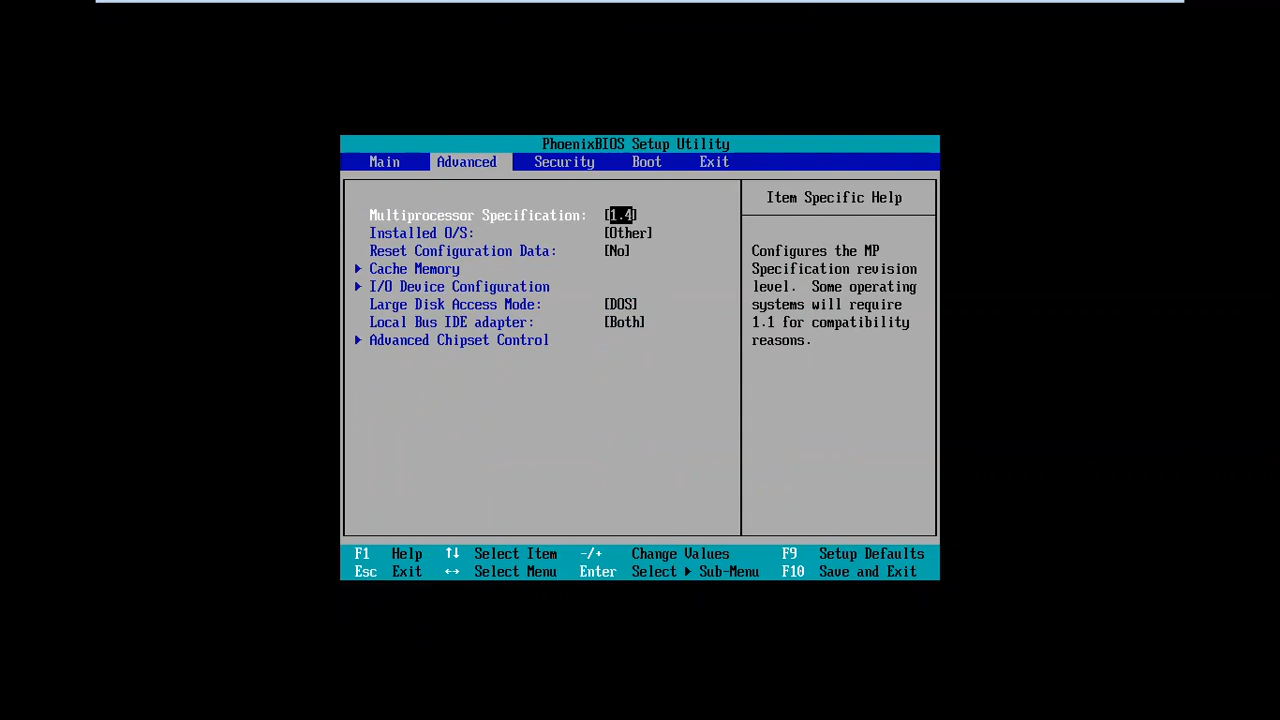 PhoenixBIOS Setup Utility
Main Advanced Security Boot Exit
Multiprocessor Specification: [1.4]
Installed O/S: [Other]
Reset Configuration Data: [No]
Cache Memory
I/O Device Configuration
Large Disk Access Mode: [DOS]
Local Bus IDE adapter: [Both]
Advanced Chipset Control
Item Specific Help
Configures the MP
Specification revision
level. Some operating
systems will require
1.1 for compatibility
reasons.
F1 Help ↑↓ Select Item -/+ Change Values F9 Setup Defaults
Esc Exit ↔ Select Menu Enter Select ▶ Sub-Menu F10 Save and Exit